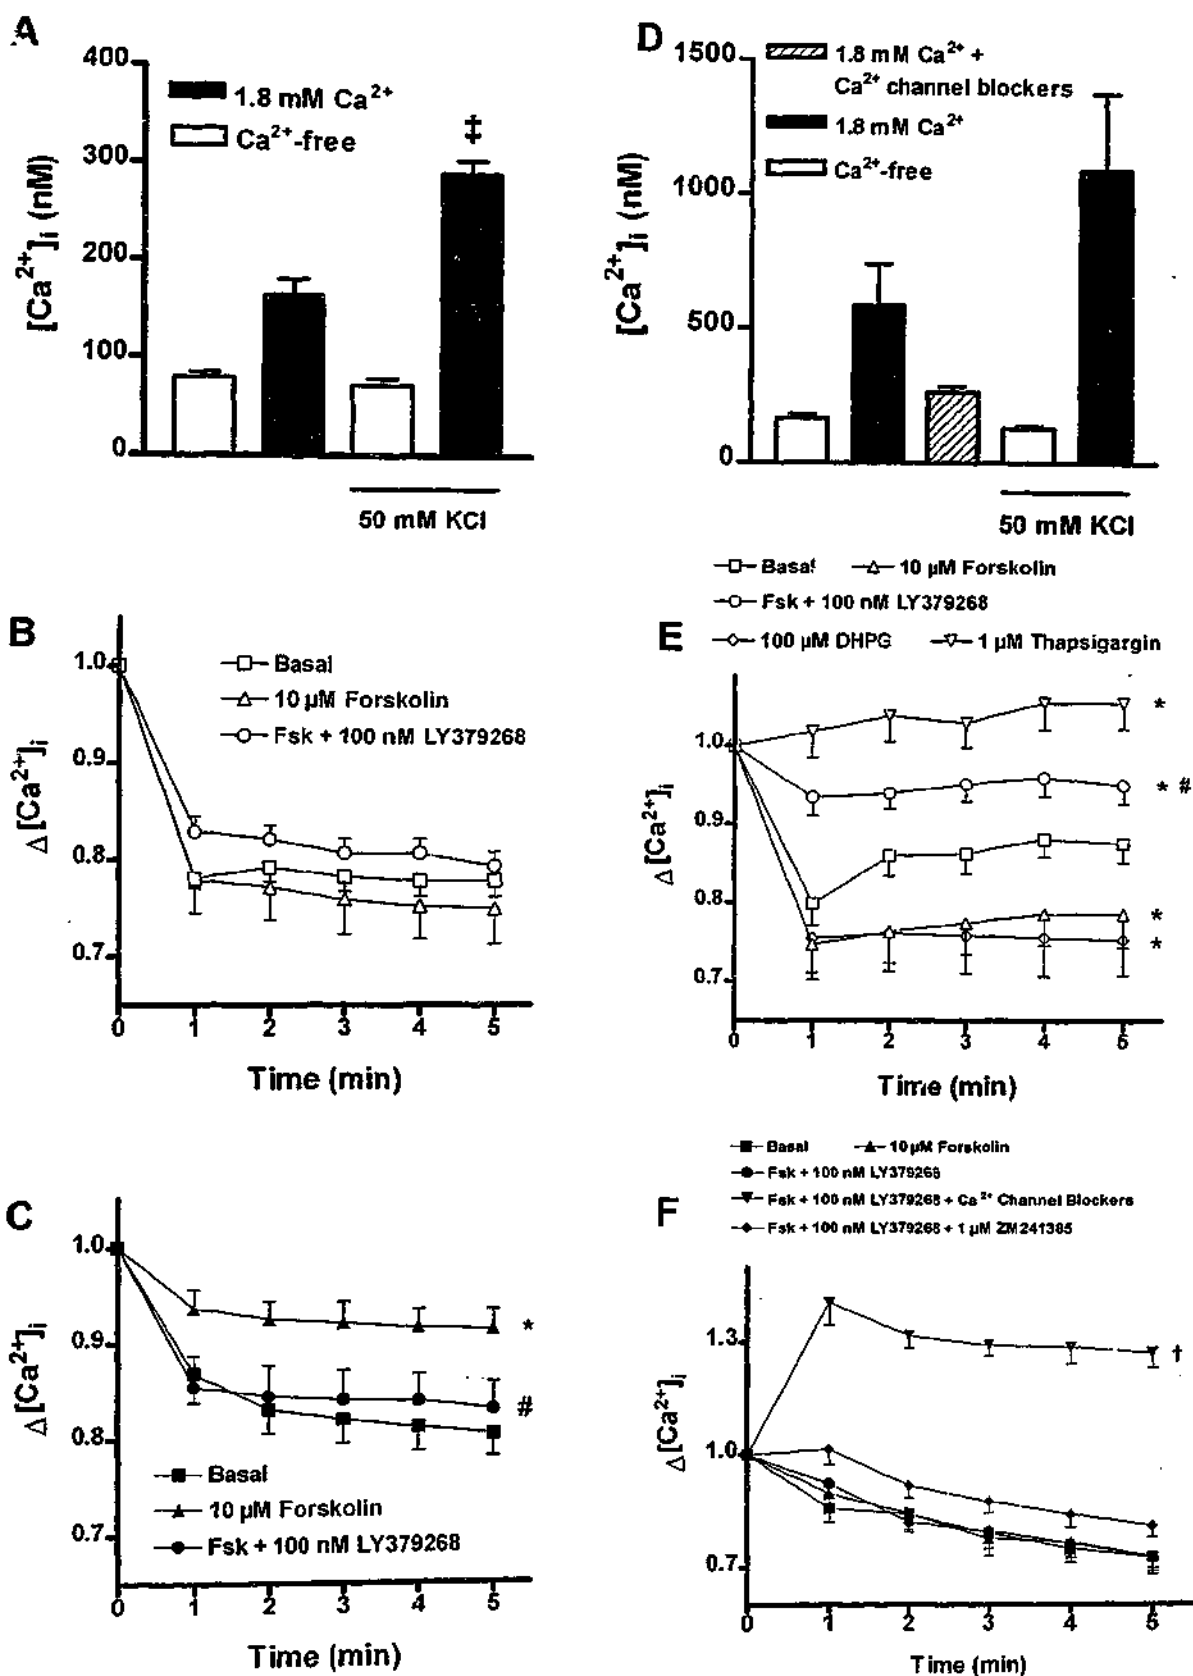 A
400
300
200
100
0
[Ca²⁺]ᵢ (nM)
1.8 mM Ca²⁺
Ca²⁺-free
‡
50 mM KCl
D
1500
1000
500
0
[Ca²⁺]ᵢ (nM)
1.8 mM Ca²⁺ +
Ca²⁺ channel blockers
1.8 mM Ca²⁺
Ca²⁺-free
50 mM KCl
B
1.0
0.9
0.8
0.7
Δ [Ca²⁺]ᵢ
Basal
10 µM Forskolin
Fsk + 100 nM LY379268
0 1 2 3 4 5
Time (min)
E
Basal 10 µM Forskolin
Fsk + 100 nM LY379268
100 µM DHPG 1 µM Thapsigargin
1.0
0.9
0.8
0.7
Δ [Ca²⁺]ᵢ
*
* #
*
*
0 1 2 3 4 5
Time (min)
C
1.0
0.9
0.8
0.7
Δ [Ca²⁺]ᵢ
*
#
Basal
10 µM Forskolin
Fsk + 100 nM LY379268
0 1 2 3 4 5
Time (min)
F
Basal 10 µM Forskolin
Fsk + 100 nM LY379268
Fsk + 100 nM LY379268 + Ca²⁺ Channel Blockers
Fsk + 100 nM LY379268 + 1 µM ZM241385
1.3
1.0
0.7
Δ [Ca²⁺]ᵢ
†
0 1 2 3 4 5
Time (min)